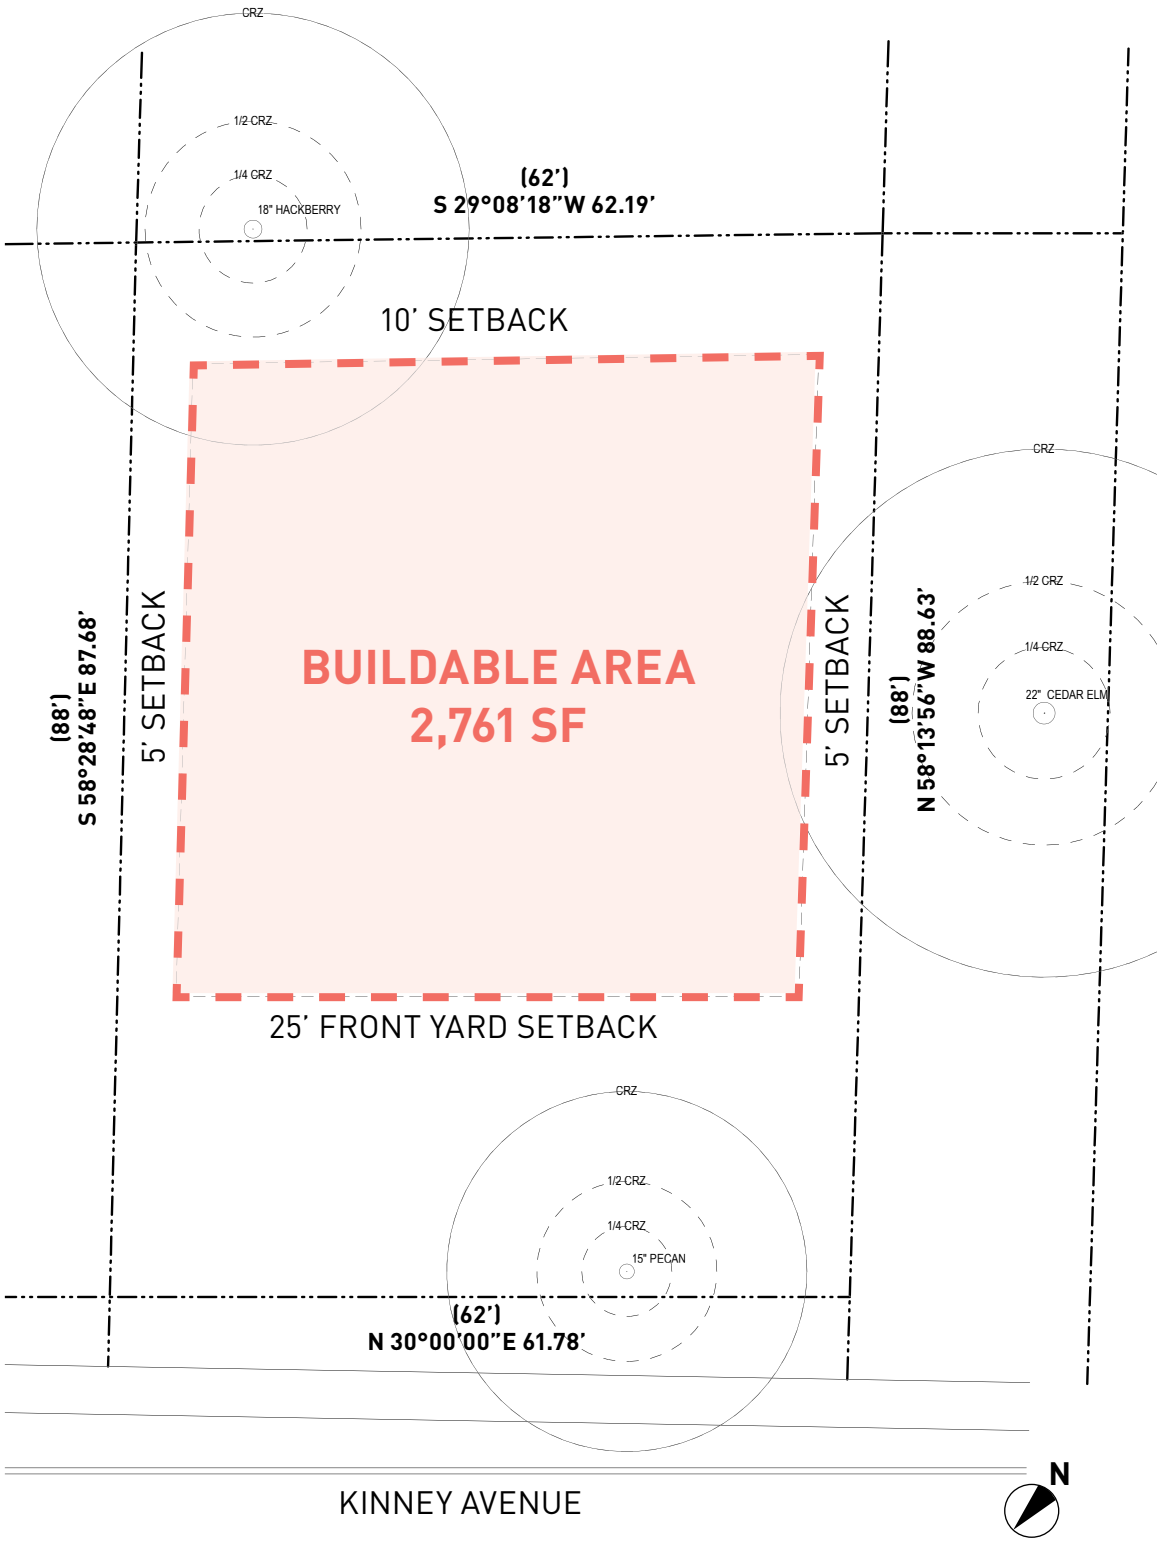 CRZ
1/2 CRZ
1/4 CRZ
18" HACKBERRY
(62’)
S 29°08’18”W 62.19’
10’ SETBACK
CRZ
1/2 CRZ
1/4 CRZ
22" CEDAR ELM
(88’)
S 58°28’48”E 87.68’
5’ SETBACK
BUILDABLE AREA
2,761 SF
5’ SETBACK
(88’)
N 58°13’56”W 88.63’
25’ FRONT YARD SETBACK
CRZ
1/2 CRZ
1/4 CRZ
15" PECAN
(62’)
N 30°00’00”E 61.78’
N
KINNEY AVENUE